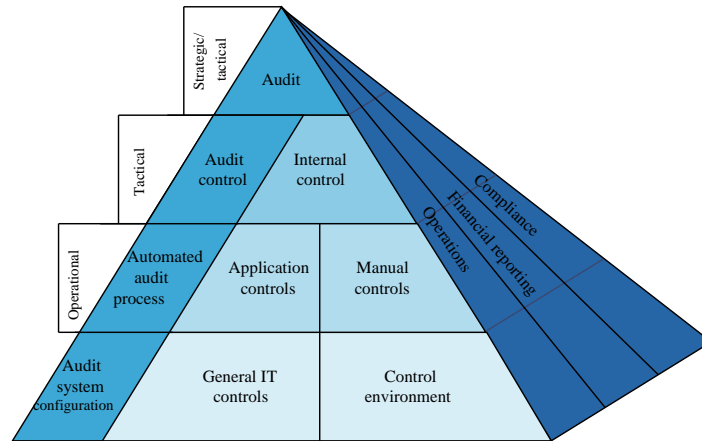 Strategic/
tactical
Audit
Tactical
Audit
control
Internal
control
Operational
Automated
audit
process
Application
controls
Manual
controls
Audit
system
configuration
General IT
controls
Control
environment
Operations
Financial reporting
Compliance